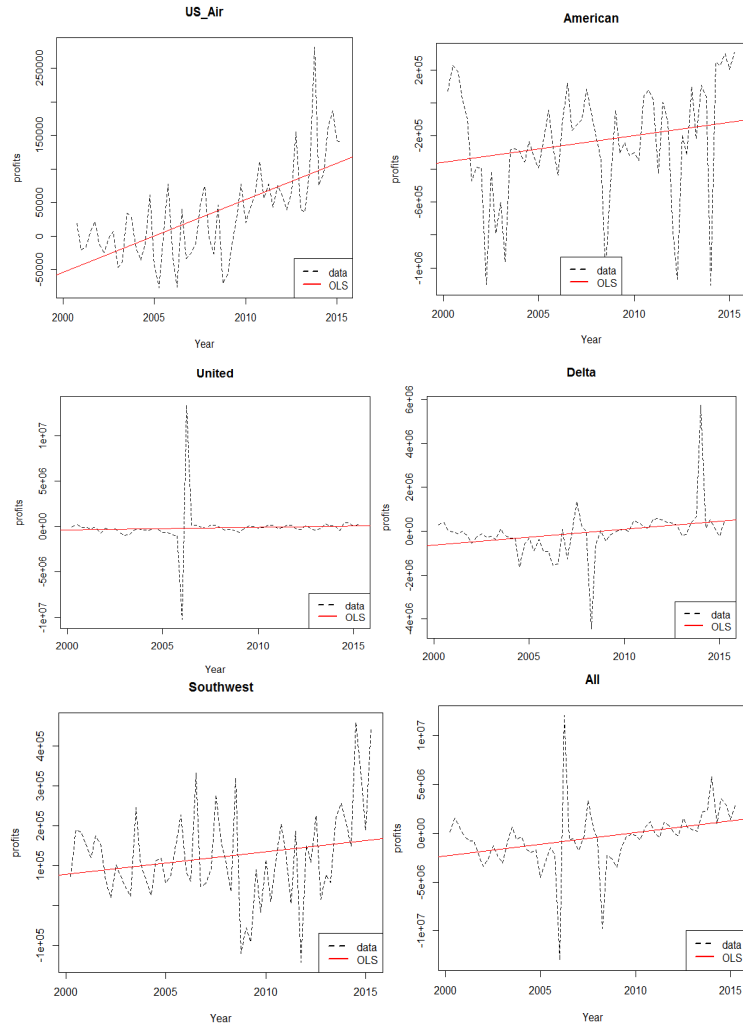 US_Air
profits
250000
150000
50000
0
-50000
data
OLS
2000 2005 2010 2015
Year
American
profits
2e+05
-2e+05
-6e+05
-1e+06
data
OLS
2000 2005 2010 2015
Year
United
profits
1e+07
5e+06
0e+00
-5e+06
-1e+07
data
OLS
2000 2005 2010 2015
Year
Delta
profits
6e+06
4e+06
2e+06
0e+00
-2e+06
-4e+06
data
OLS
2000 2005 2010 2015
Year
Southwest
profits
4e+05
3e+05
2e+05
1e+05
-1e+05
data
OLS
2000 2005 2010 2015
Year
All
profits
1e+07
5e+06
0e+00
-5e+06
-1e+07
data
OLS
2000 2005 2010 2015
Year